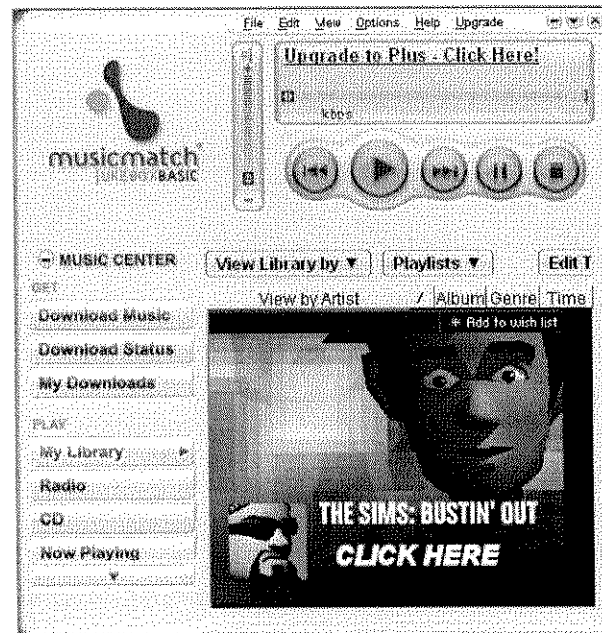 File Edit View Options Help Upgrade
Upgrade to Plus - Click Here!
kbps
musicmatch
JUKEBOX BASIC
MUSIC CENTER
View Library by ▼ Playlists ▼ Edit T
GET
View by Artist / Album Genre Time
Download Music
+ Add to wish list
Download Status
My Downloads
PLAY
My Library
Radio
THE SIMS: BUSTIN' OUT
CD
CLICK HERE
Now Playing